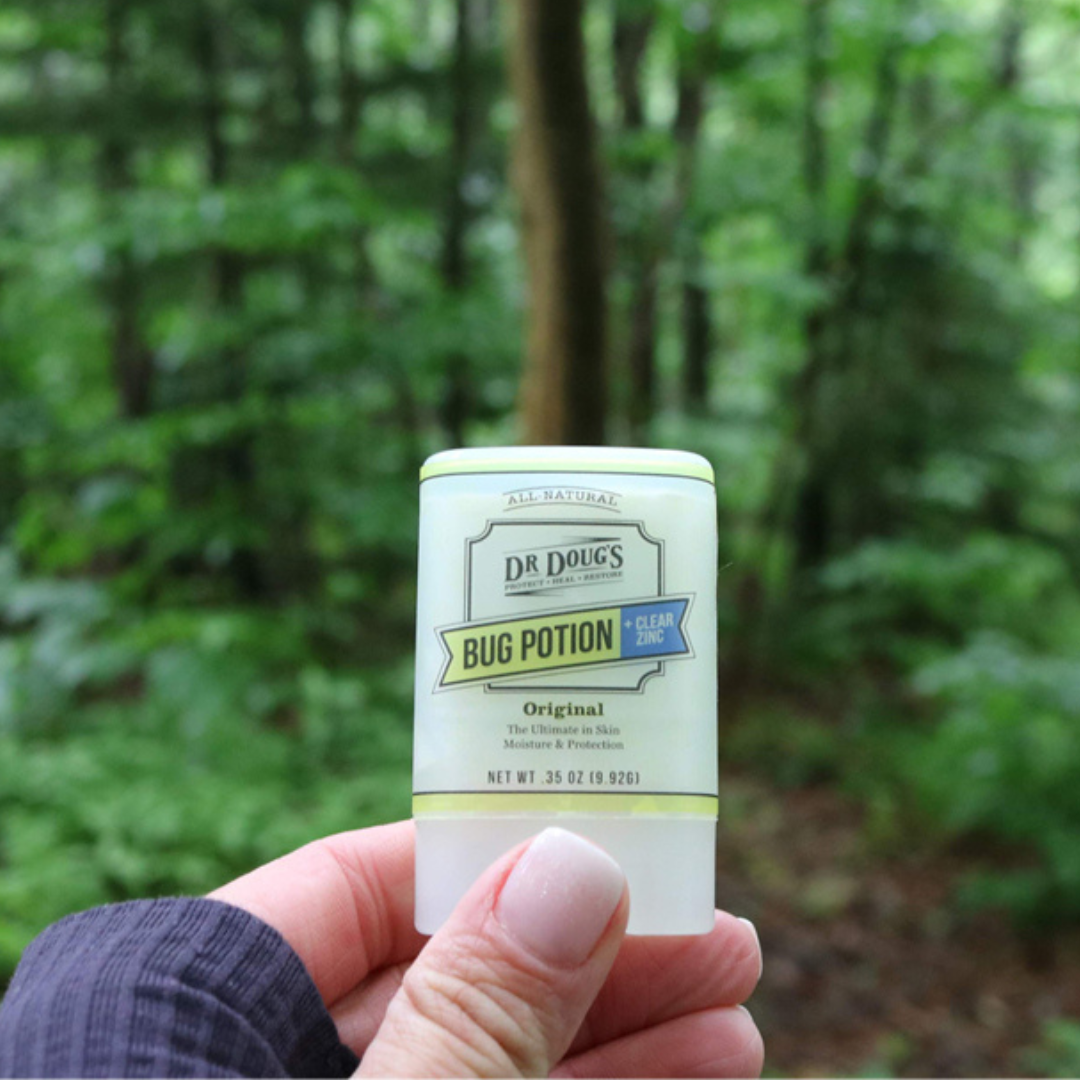 ALL-NATURAL
DR DOUG'S
PROTECT • HEAL • RESTORE
BUG POTION
+ CLEAR
ZINC
Original
The Ultimate in Skin
Moisture & Protection
NET WT .35 OZ (9.92G)